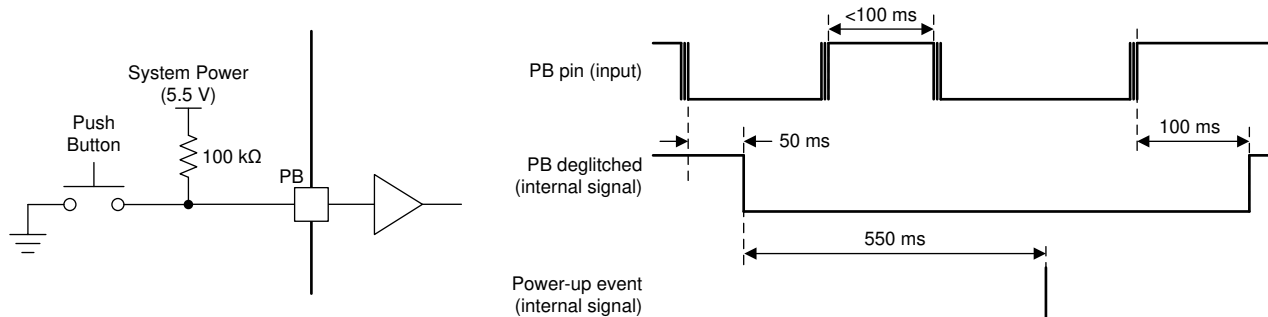 System Power
(5.5 V)
Push
Button
100 kΩ
PB
<100 ms
PB pin (input)
50 ms
100 ms
PB deglitched
(internal signal)
550 ms
Power-up event
(internal signal)